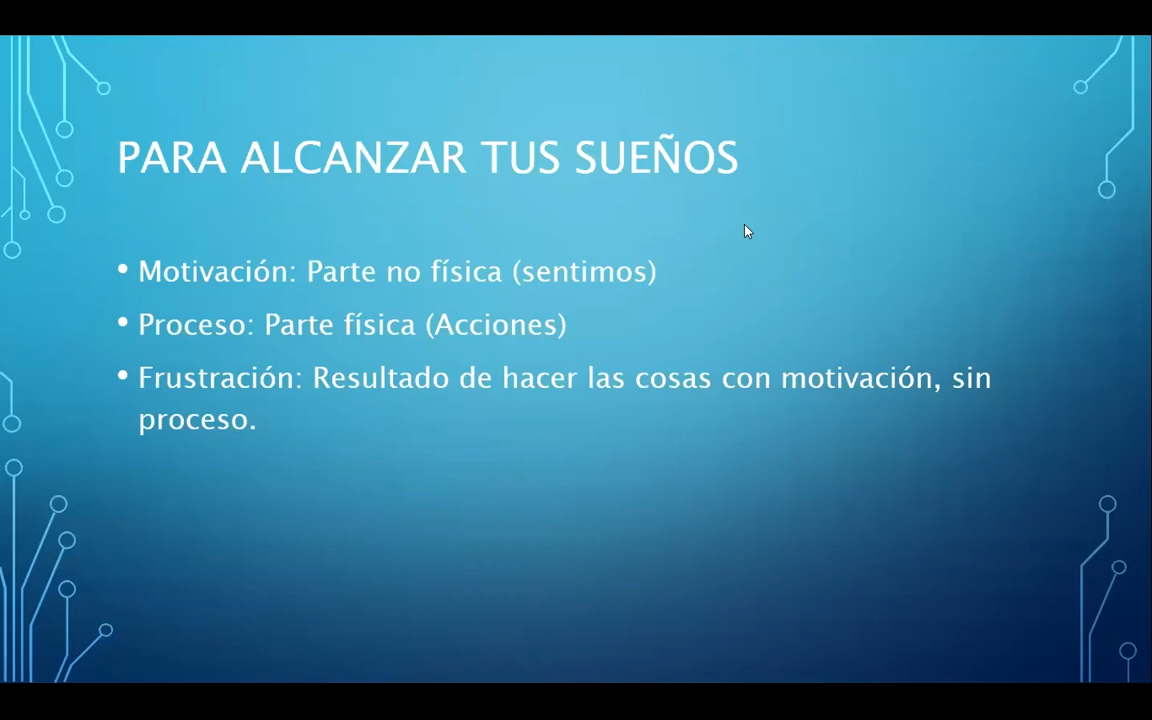 PARA ALCANZAR TUS SUEÑOS
• Motivación: Parte no física (sentimos)
• Proceso: Parte física (Acciones)
• Frustración: Resultado de hacer las cosas con motivación, sin
proceso.